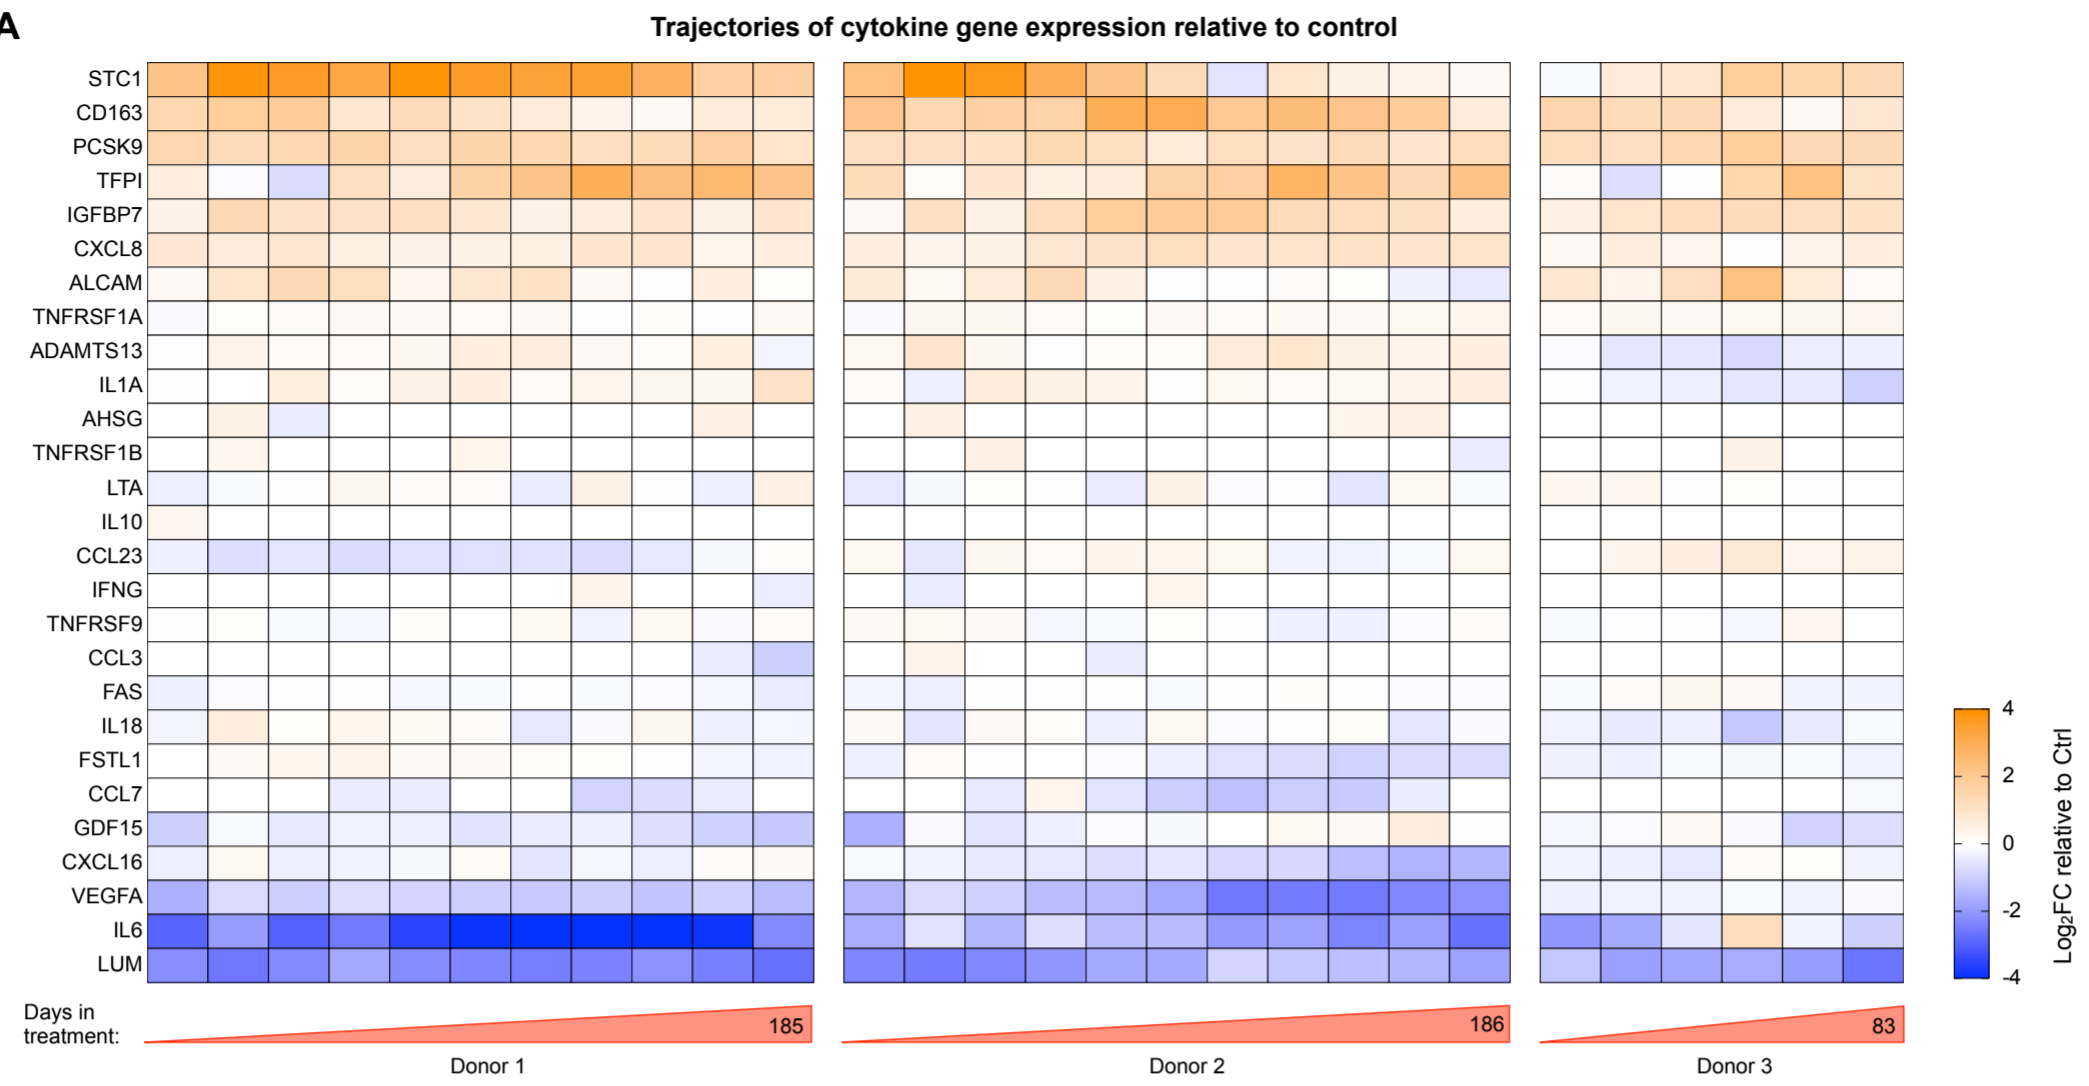 A
Trajectories of cytokine gene expression relative to control
STC1
CD163
PCSK9
TFPI
IGFBP7
CXCL8
ALCAM
TNFRSF1A
ADAMTS13
IL1A
AHSG
TNFRSF1B
LTA
IL10
CCL23
IFNG
TNFRSF9
CCL3
FAS
IL18
FSTL1
CCL7
GDF15
CXCL16
VEGFA
IL6
LUM
4
2
0
-2
-4
Log₂FC relative to Ctrl
Days in
treatment:
185
186
83
Donor 1
Donor 2
Donor 3